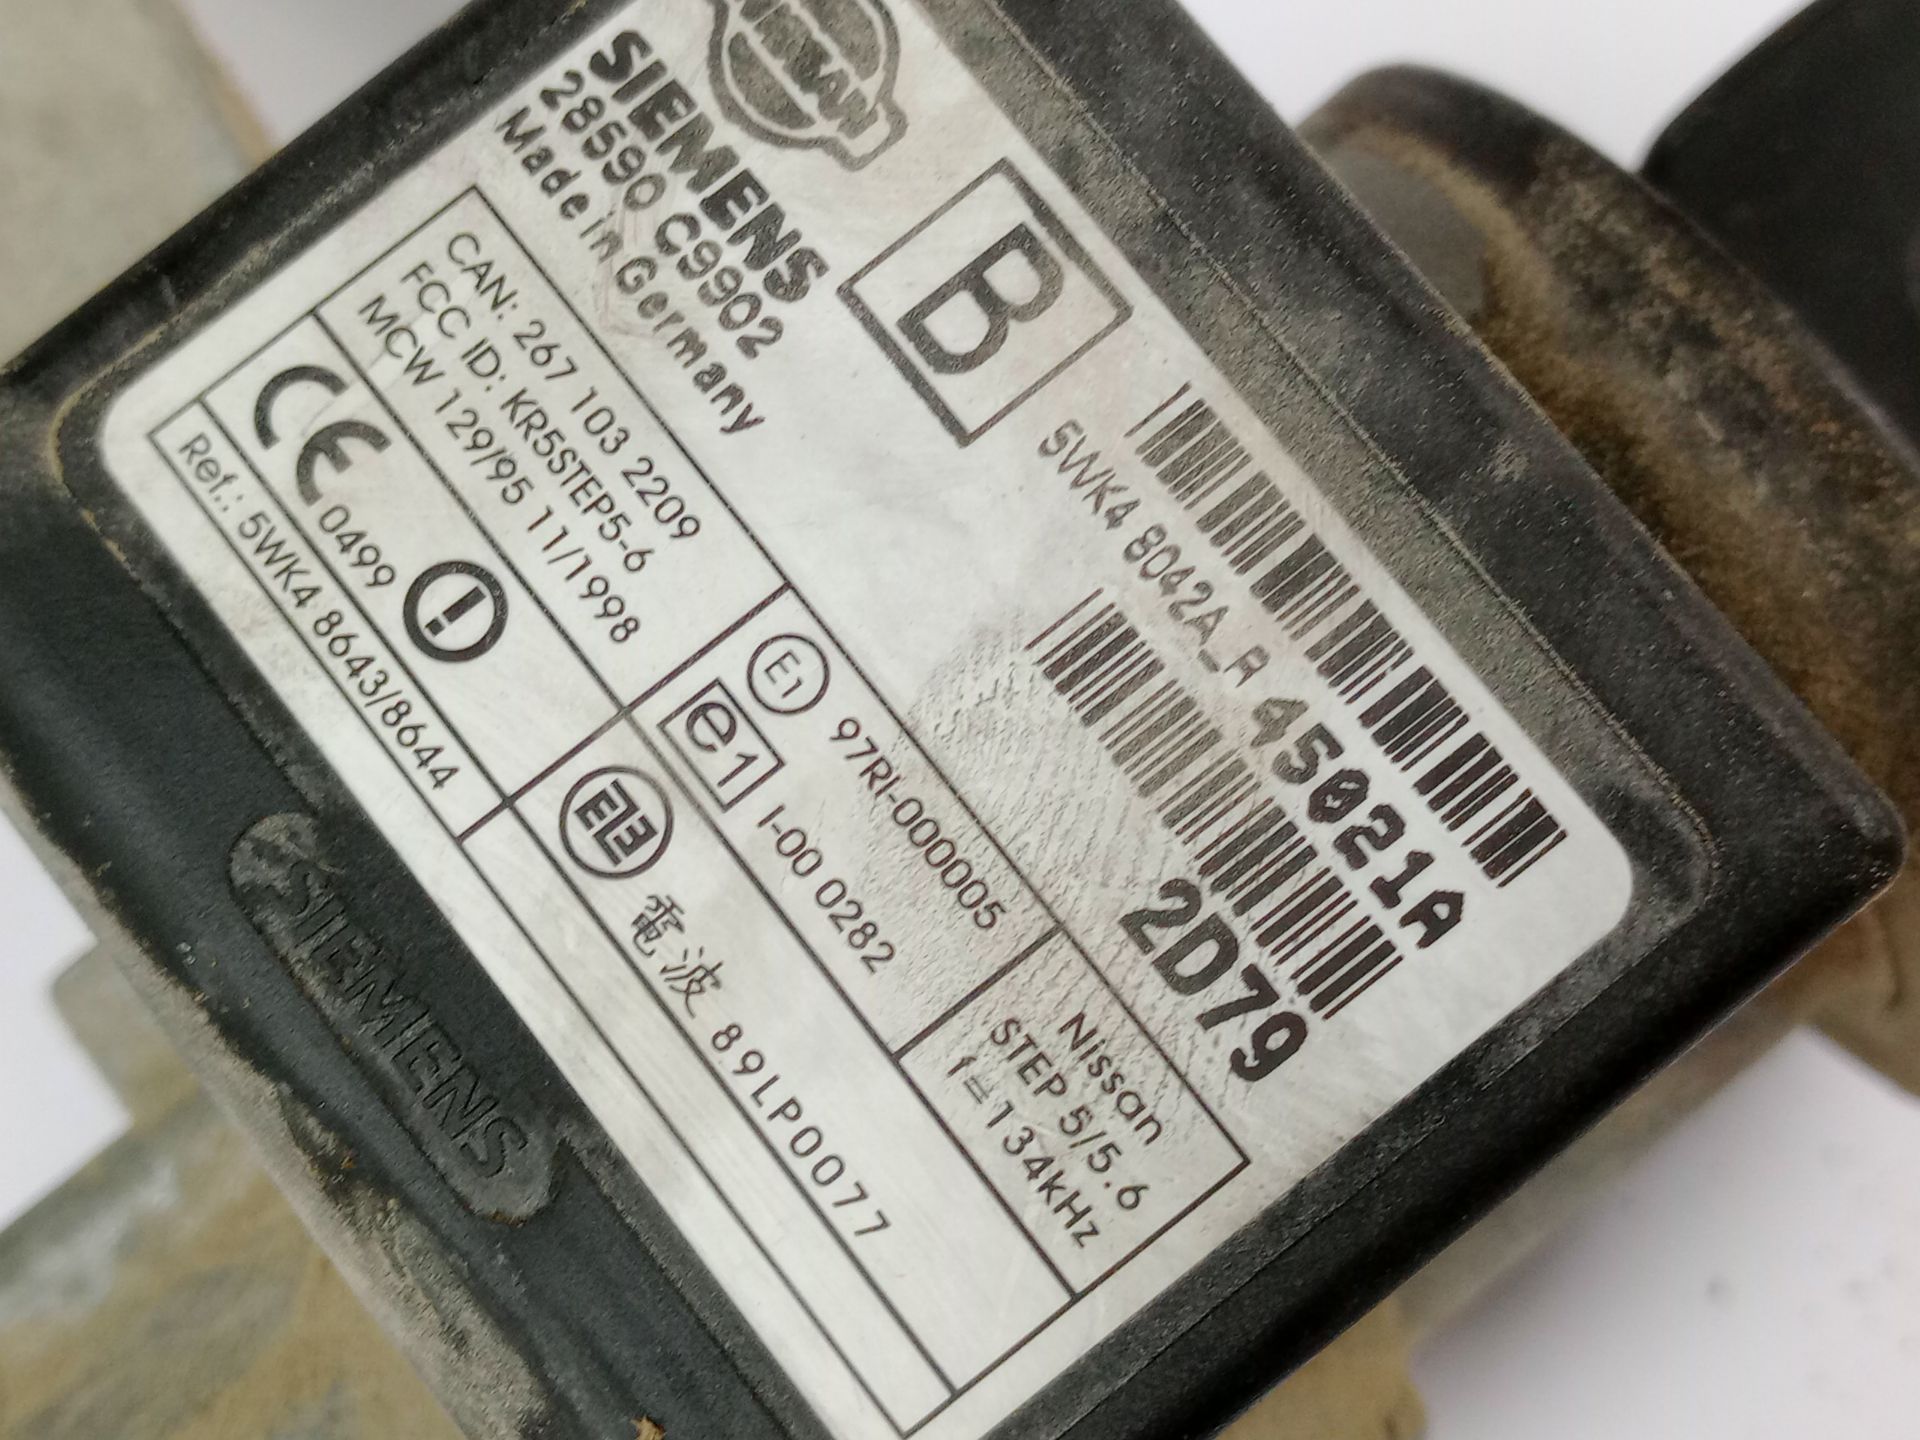 NISSAN
SIEMENS
28590 C9902
Made in Germany
B
5WK4 8042A_R
45021A
2D79
CAN: 267 103 2209
FCC ID: KR5STEP5-6
MCW 129/95 11/1998
E1 97RI-000005
e1 I-00 0282
Nissan
STEP 5/5.6
f=134kHz
CE 0499
電波 89LP0077
Ref.: 5WK4 8643/8644
SIEMENS